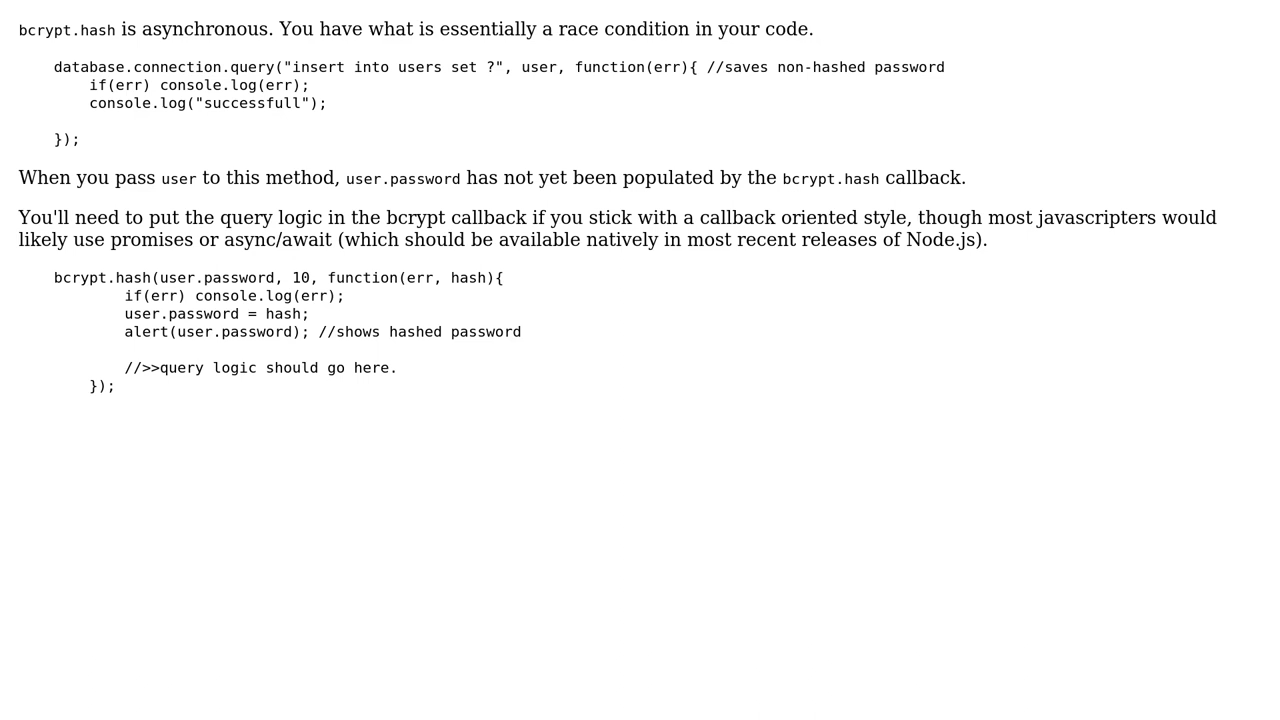 bcrypt.hash is asynchronous. You have what is essentially a race condition in your code.
database.connection.query("insert into users set ?", user, function(err){ //saves non-hashed password
if(err) console.log(err);
console.log("successfull");
});
When you pass user to this method, user.password has not yet been populated by the bcrypt.hash callback.
You'll need to put the query logic in the bcrypt callback if you stick with a callback oriented style, though most javascripters would
likely use promises or async/await (which should be available natively in most recent releases of Node.js).
bcrypt.hash(user.password, 10, function(err, hash){
if(err) console.log(err);
user.password = hash;
alert(user.password); //shows hashed password
//>>query logic should go here.
});